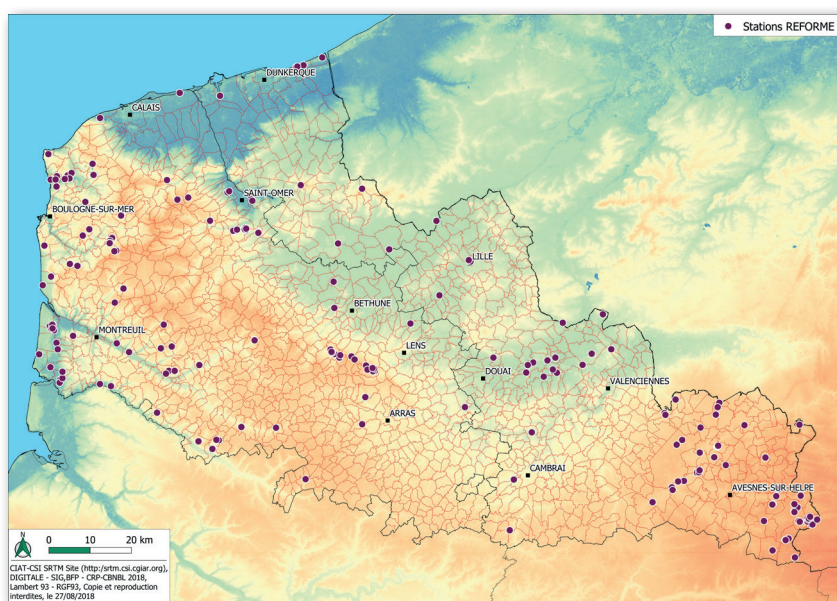 Stations REFORME
DUNKERQUE
CALAIS
SAINT-OMER
BOULOGNE-SUR-MER
LILLE
BETHUNE
MONTREUIL
LENS
DOUAI
VALENCIENNES
ARRAS
CAMBRAI
AVESNES-SUR-HELPE
N
0 10 20 km
CIAT-CSI SRTM Site (http:/srtm.csi.cgiar.org),
DIGITALE - SIG,BFP - CRP-CBNBL 2018,
Lambert 93 - RGF93, Copie et reproduction
interdites, le 27/08/2018